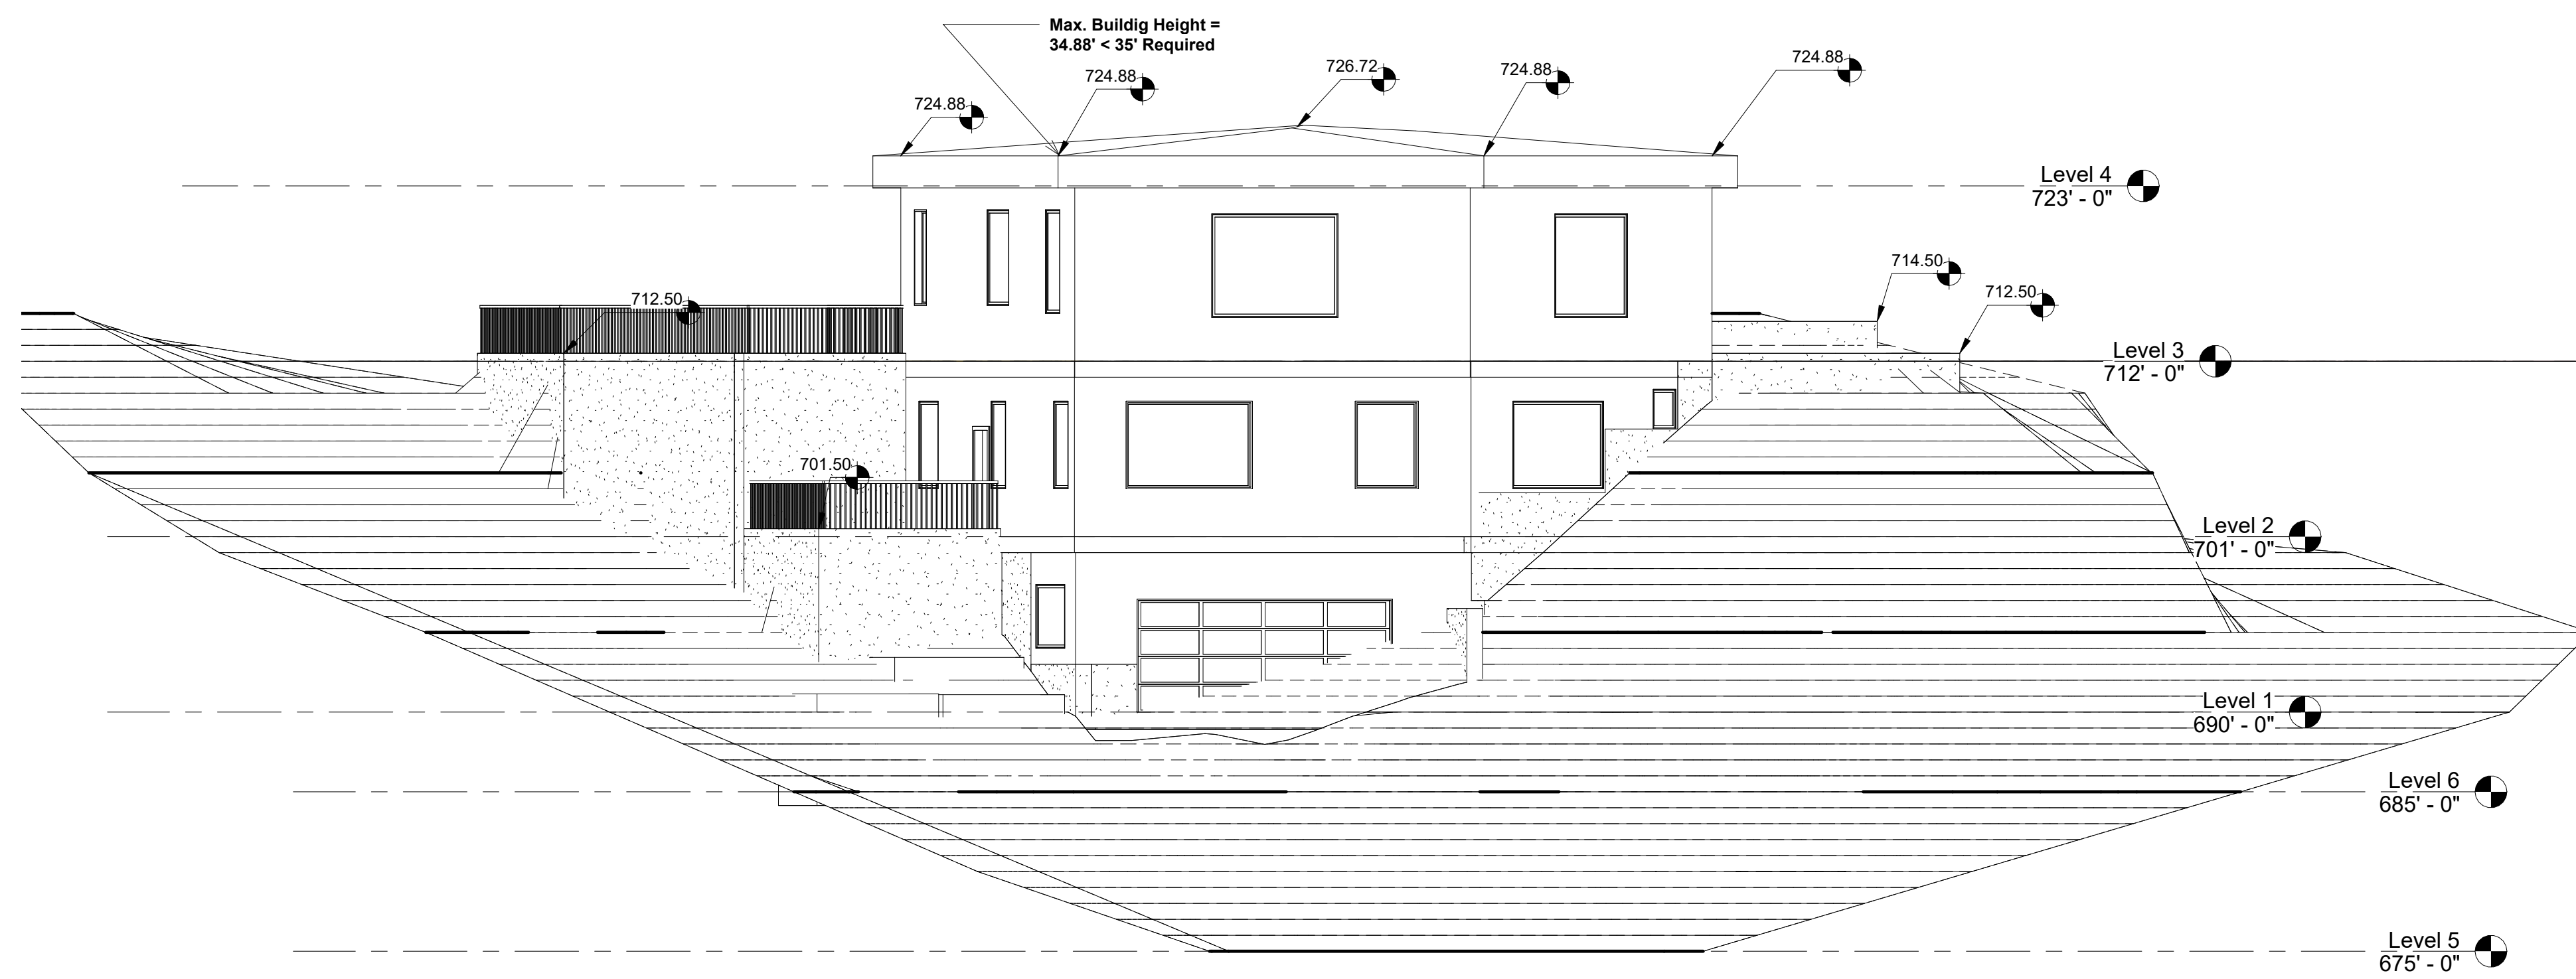 Max. Buildig Height =
34.88' < 35' Required
724.88
724.88
726.72
724.88
724.88
Level 4
723' - 0"
714.50
712.50
712.50
Level 3
712' - 0"
701.50
Level 2
701' - 0"
Level 1
690' - 0"
Level 6
685' - 0"
Level 5
675' - 0"